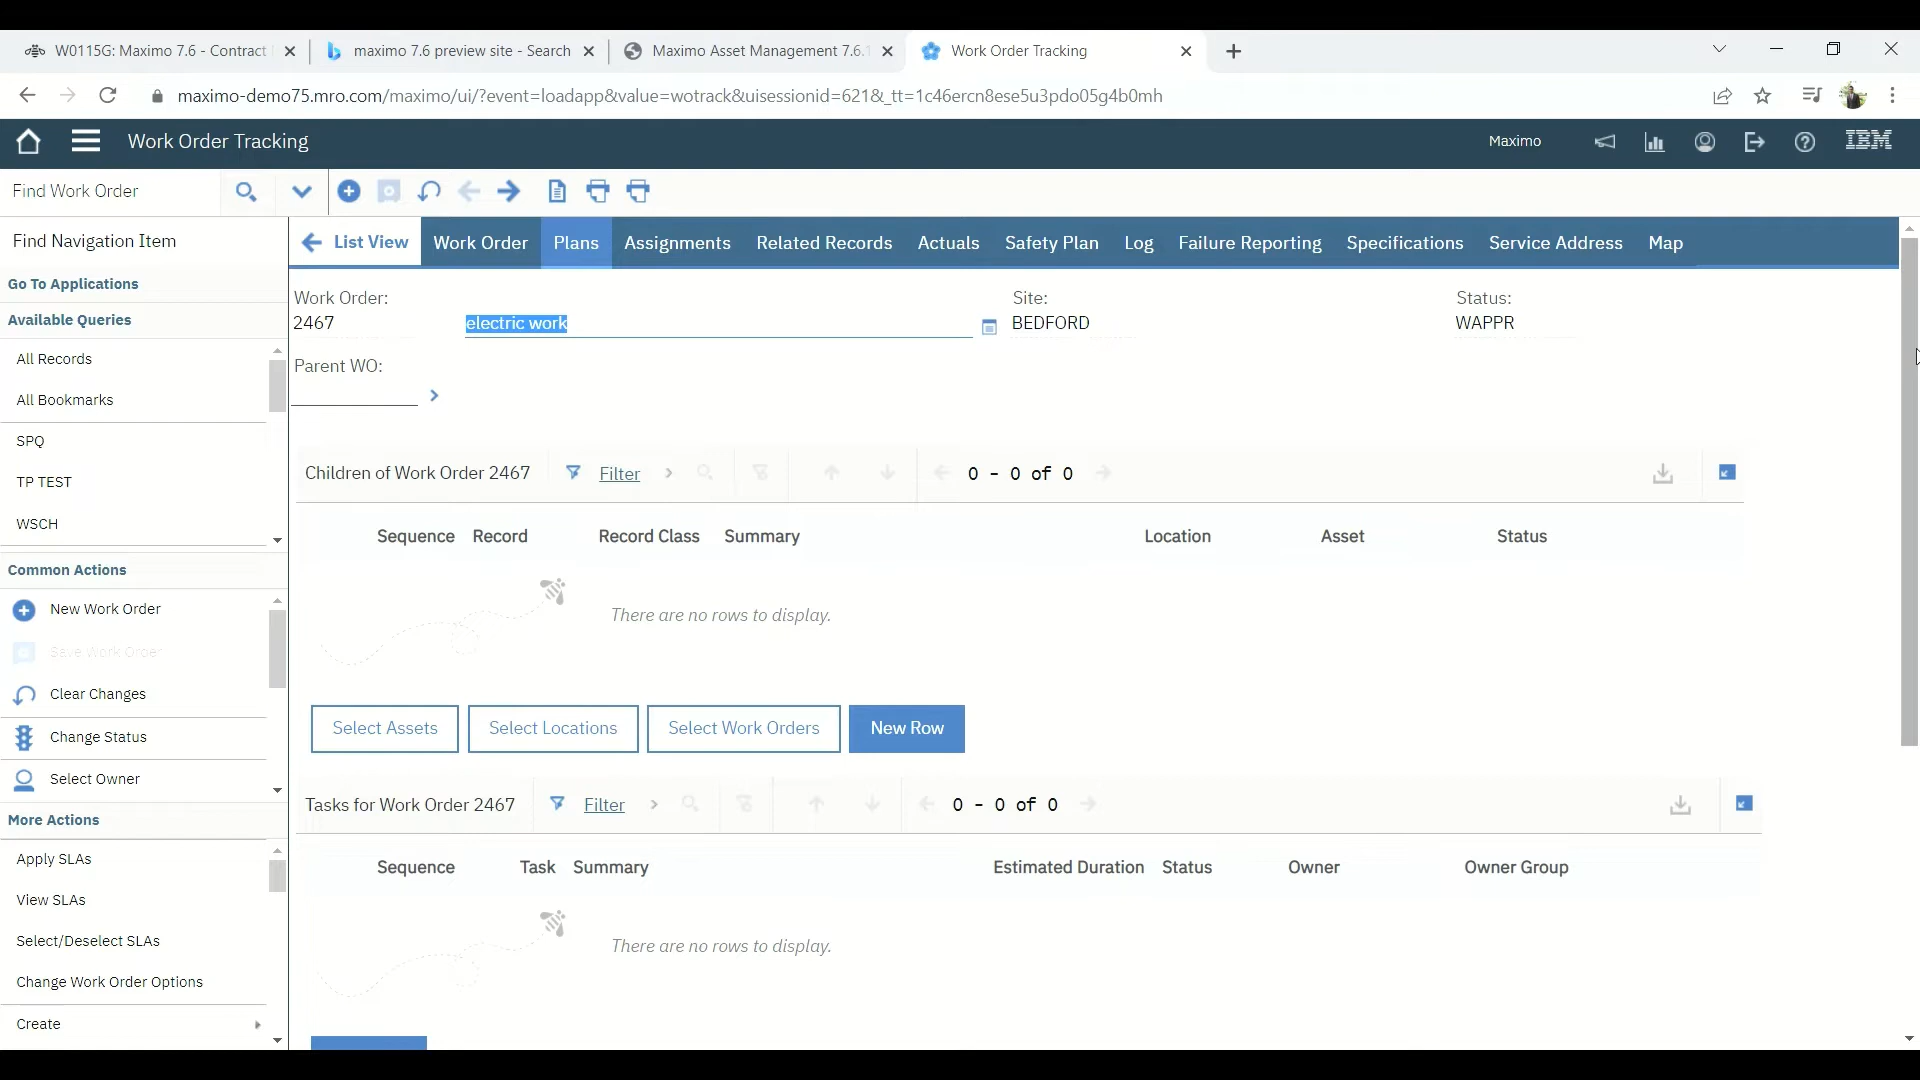 W0115G: Maximo 7.6 - Contract
maximo 7.6 preview site - Search
Maximo Asset Management 7.6.1
Work Order Tracking
maximo-demo75.mro.com/maximo/ui/?event=loadapp&value=wotrack&uisessionid=621&_tt=1c46ercn8ese5u3pdo05g4b0mh
Work Order Tracking
Maximo
IBM
Find Work Order
Find Navigation Item
Go To Applications
Available Queries
All Records
All Bookmarks
SPQ
TP TEST
WSCH
Common Actions
New Work Order
Save Work Order
Clear Changes
Change Status
Select Owner
More Actions
Apply SLAs
View SLAs
Select/Deselect SLAs
Change Work Order Options
Create
List View Work Order Plans Assignments Related Records Actuals Safety Plan Log Failure Reporting Specifications Service Address Map
Work Order: Site: Status:
2467 electric work BEDFORD WAPPR
Parent WO:
Children of Work Order 2467 Filter 0 - 0 of 0
Sequence Record Record Class Summary Location Asset Status
There are no rows to display.
Select Assets Select Locations Select Work Orders New Row
Tasks for Work Order 2467 Filter 0 - 0 of 0
Sequence Task Summary Estimated Duration Status Owner Owner Group
There are no rows to display.